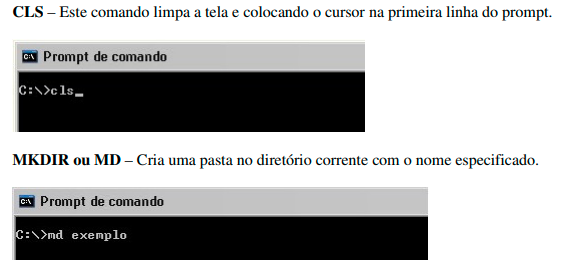 CLS – Este comando limpa a tela e colocando o cursor na primeira linha do prompt.
Prompt de comando
C:\>cls_
MKDIR ou MD – Cria uma pasta no diretório corrente com o nome especificado.
Prompt de comando
C:\>md exemplo